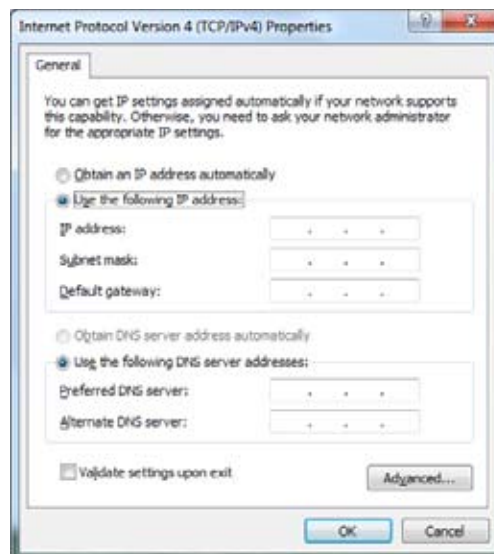 Internet Protocol Version 4 (TCP/IPv4) Properties
General
You can get IP settings assigned automatically if your network supports
this capability. Otherwise, you need to ask your network administrator
for the appropriate IP settings.
Obtain an IP address automatically
Use the following IP address:
IP address:
Subnet mask:
Default gateway:
Obtain DNS server address automatically
Use the following DNS server addresses:
Preferred DNS server:
Alternate DNS server:
Validate settings upon exit
Advanced...
OK Cancel